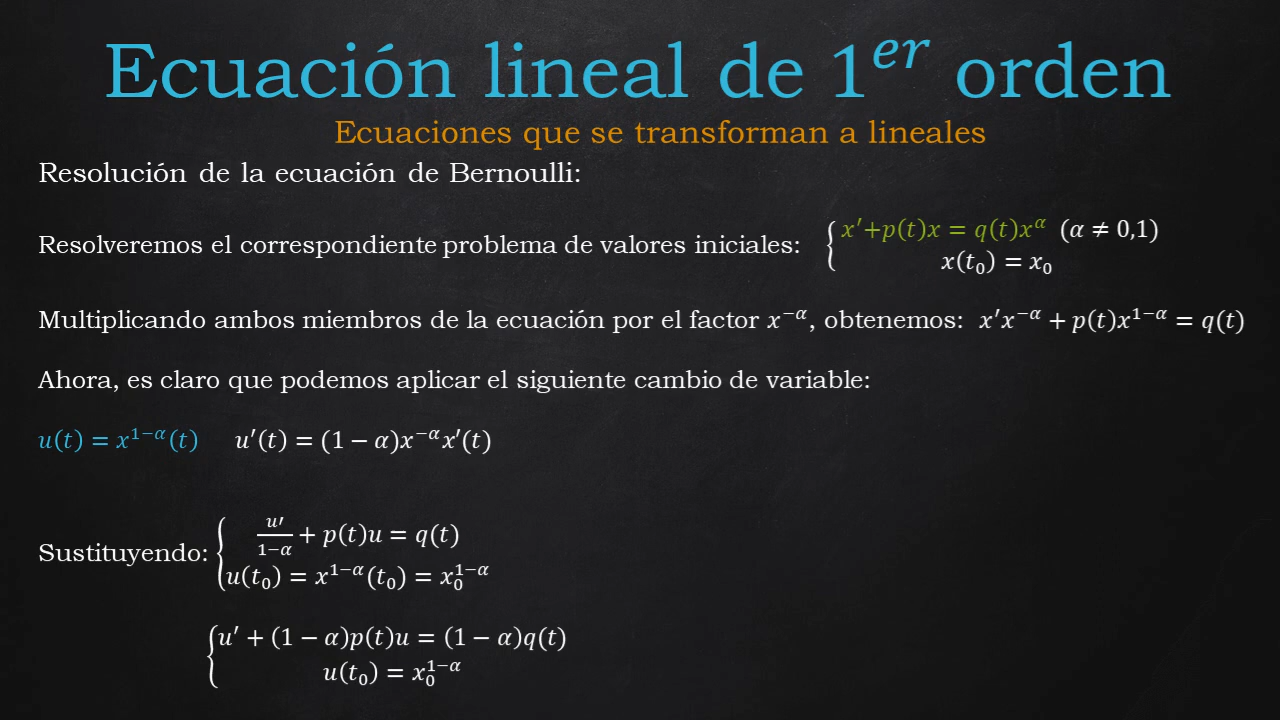 Ecuación lineal de 1^{er} orden
Ecuaciones que se transforman a lineales
Resolución de la ecuación de Bernoulli:
Resolveremos el correspondiente problema de valores iniciales: { x′+p(t)x = q(t)x^α (α ≠ 0,1)
x(t₀) = x₀
Multiplicando ambos miembros de la ecuación por el factor x^{−α}, obtenemos: x′x^{−α} + p(t)x^{1−α} = q(t)
Ahora, es claro que podemos aplicar el siguiente cambio de variable:
u(t) = x^{1−α}(t) u′(t) = (1 − α)x^{−α}x′(t)
Sustituyendo: { u′/(1−α) + p(t)u = q(t)
u(t₀) = x^{1−α}(t₀) = x₀^{1−α}
{ u′ + (1 − α)p(t)u = (1 − α)q(t)
u(t₀) = x₀^{1−α}